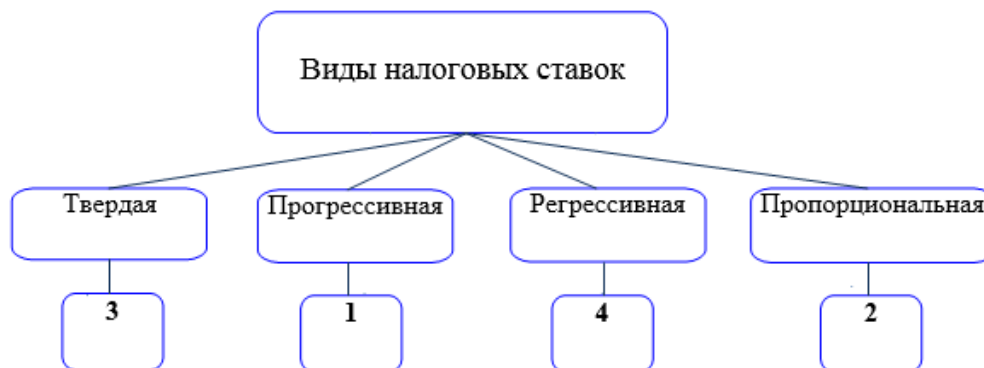 Виды налоговых ставок
Твердая
Прогрессивная
Регрессивная
Пропорциональная
3
1
4
2